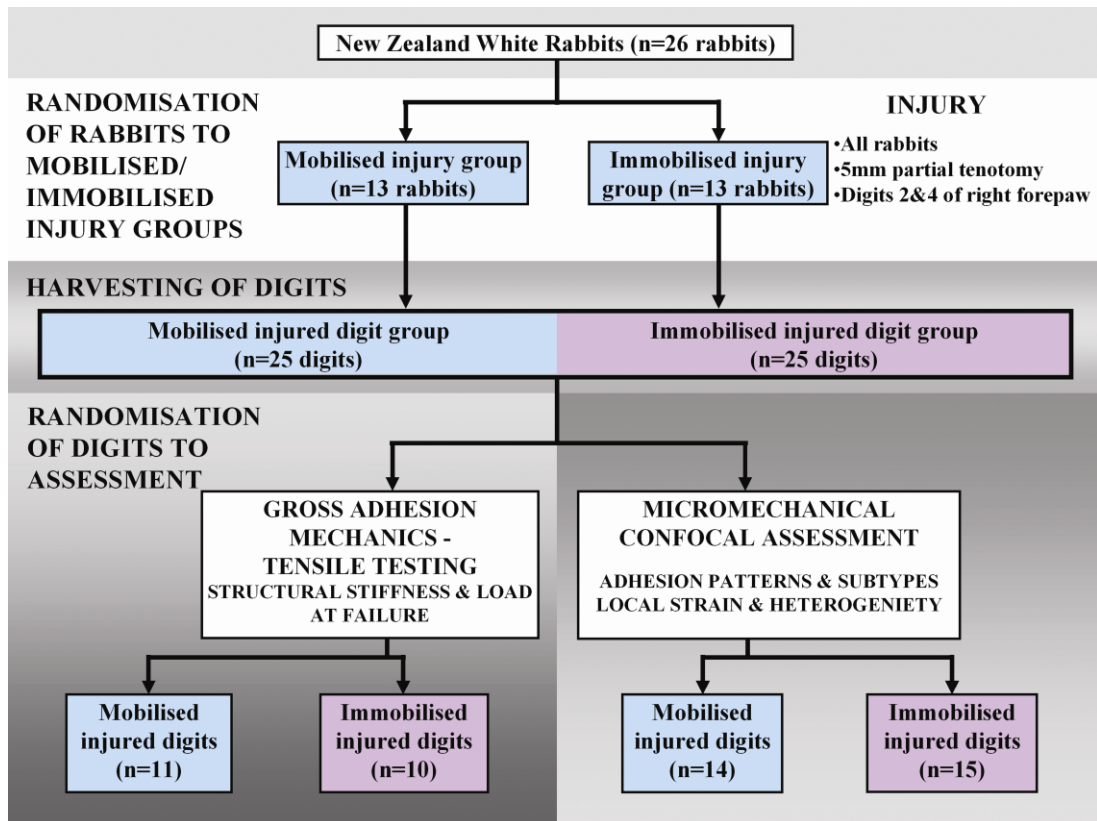 New Zealand White Rabbits (n=26 rabbits)
RANDOMISATION
OF RABBITS TO
MOBILISED/
IMMOBILISED
INJURY GROUPS
Mobilised injury group
(n=13 rabbits)
Immobilised injury
group (n=13 rabbits)
INJURY
•All rabbits
•5mm partial tenotomy
•Digits 2&4 of right forepaw
HARVESTING OF DIGITS
Mobilised injured digit group
(n=25 digits)
Immobilised injured digit group
(n=25 digits)
RANDOMISATION
OF DIGITS TO
ASSESSMENT
GROSS ADHESION
MECHANICS -
TENSILE TESTING
STRUCTURAL STIFFNESS & LOAD
AT FAILURE
MICROMECHANICAL
CONFOCAL ASSESSMENT
ADHESION PATTERNS & SUBTYPES
LOCAL STRAIN & HETEROGENIETY
Mobilised
injured digits
(n=11)
Immobilised
injured digits
(n=10)
Mobilised
injured digits
(n=14)
Immobilised
injured digits
(n=15)